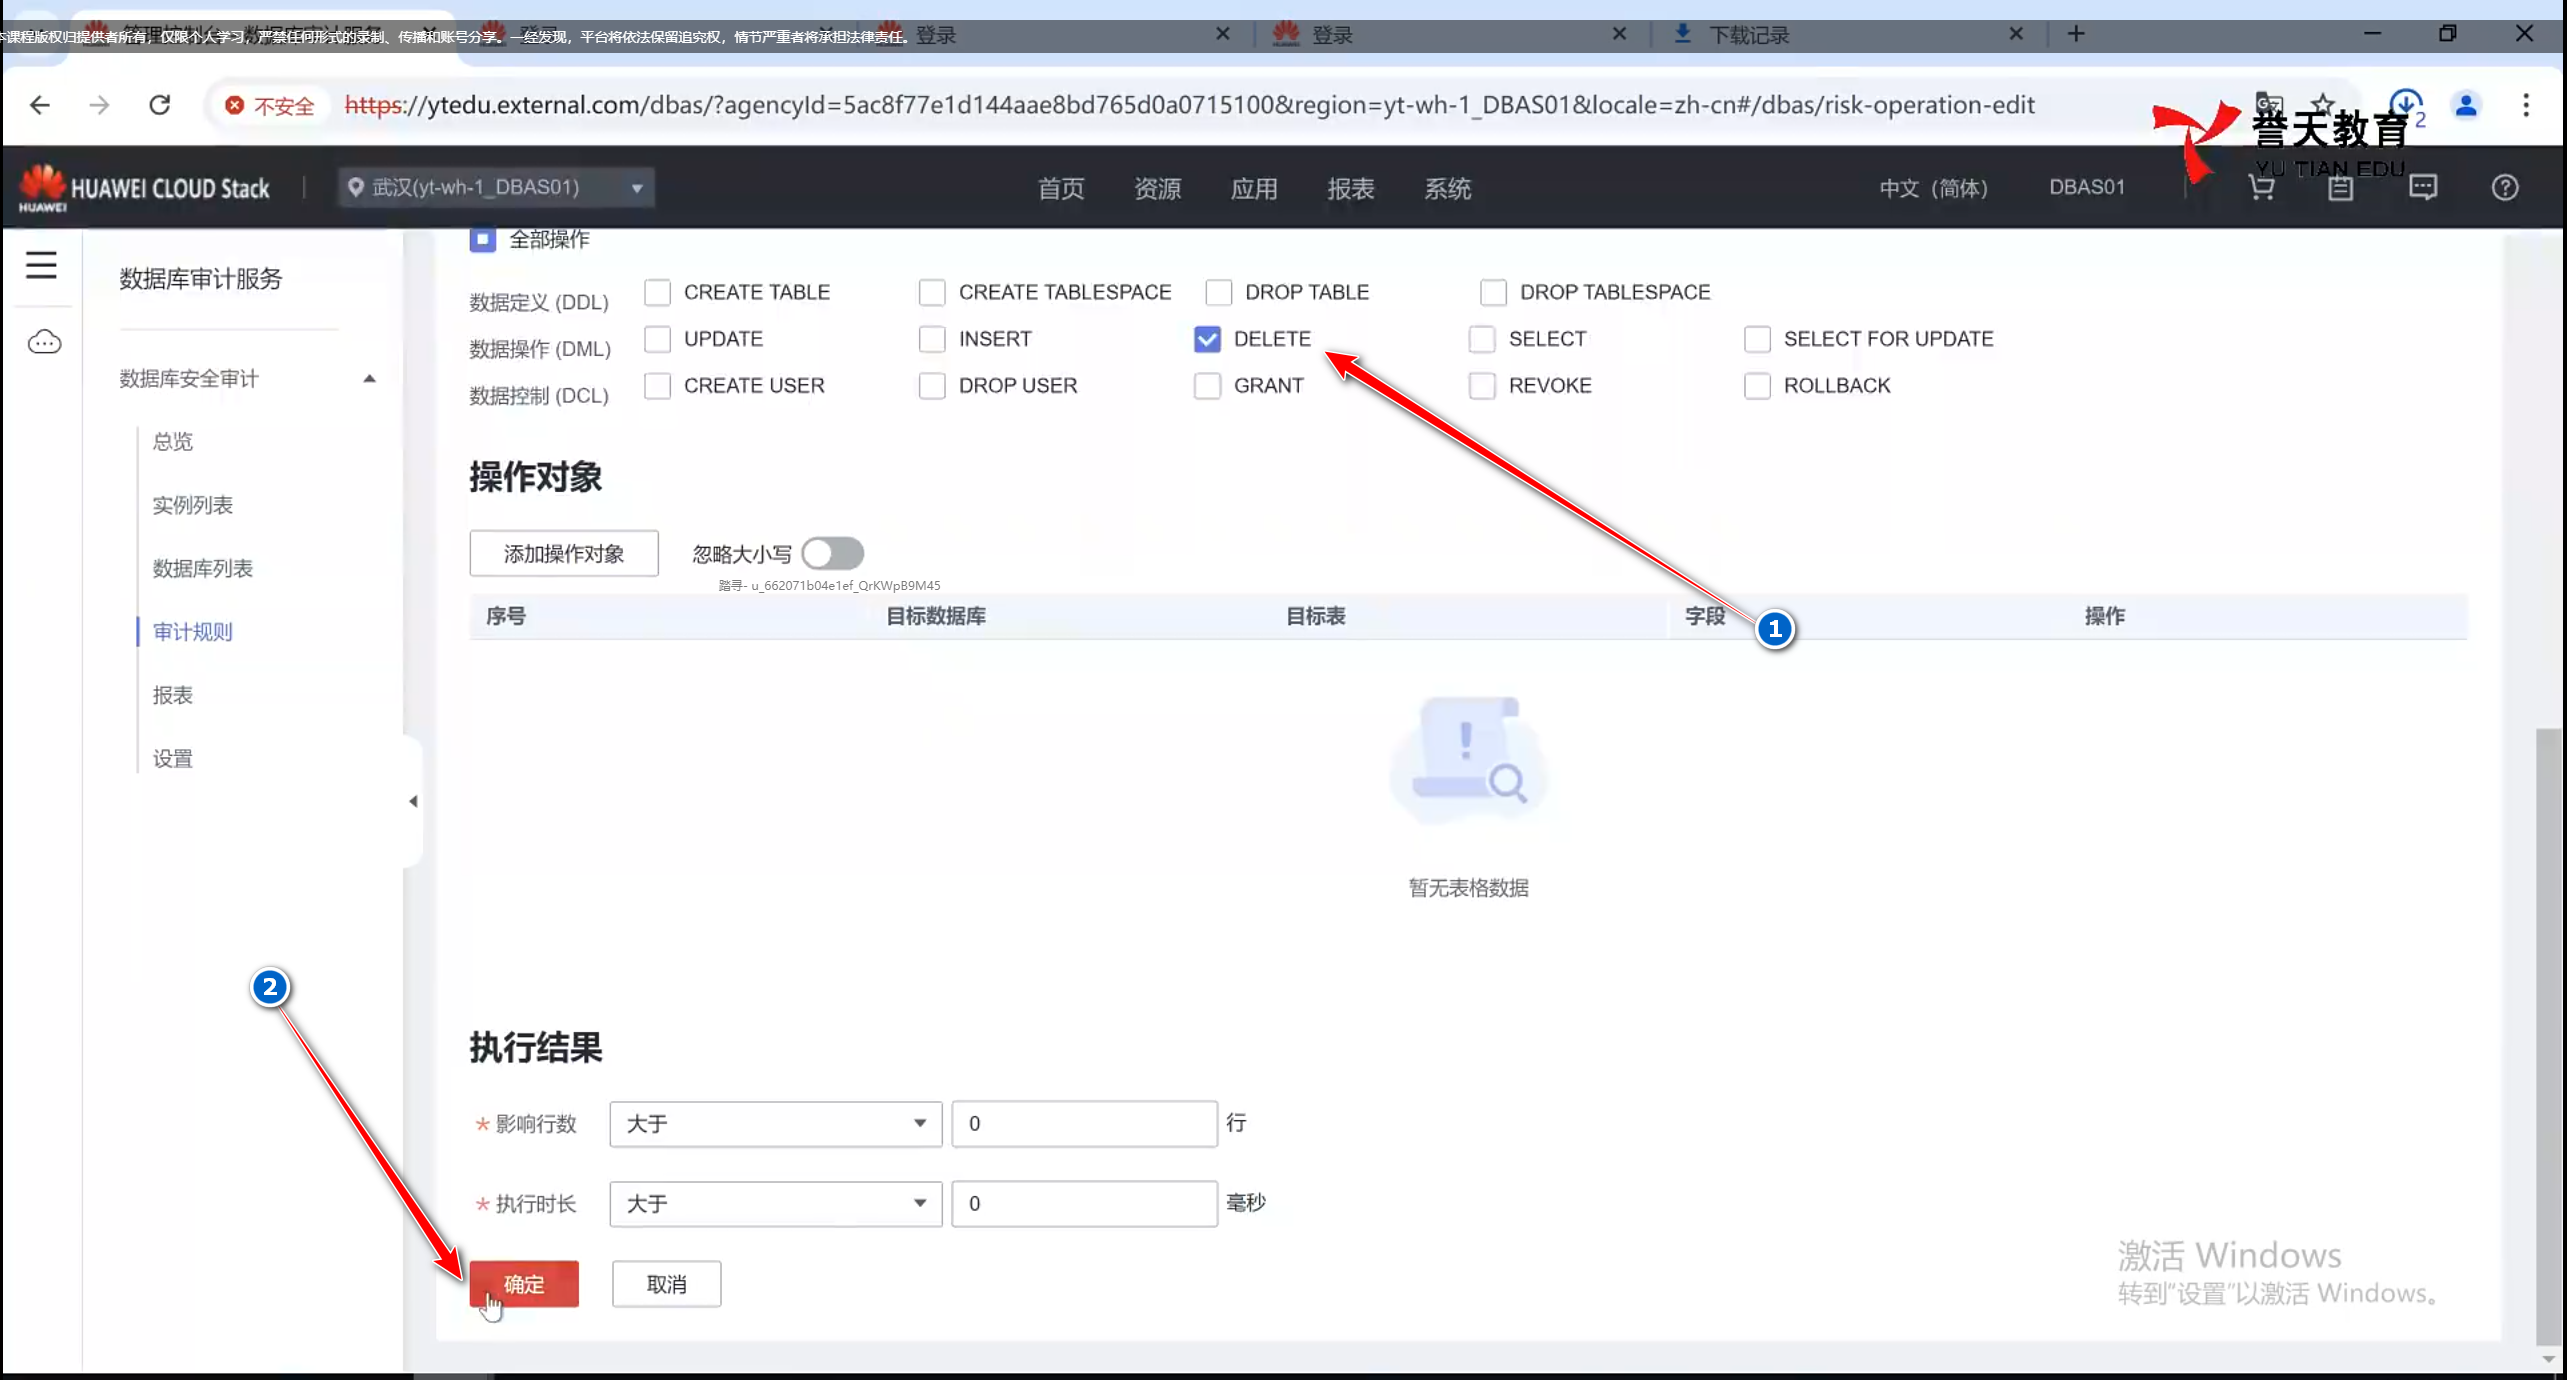 本课程版权归提供者所有，仅限个人学习，严禁任何形式的录制、传播和账号分享。一经发现，平台将依法保留追究权，情节严重者将承担法律责任。
登录
登录
下载记录
不安全
https://ytedu.external.com/dbas/?agencyId=5ac8f77e1d144aae8bd765d0a0715100&region=yt-wh-1_DBAS01&locale=zh-cn#/dbas/risk-operation-edit
2
誉天教育
YU TIAN EDU
HUAWEI
HUAWEI CLOUD Stack
武汉(yt-wh-1_DBAS01)
首页
资源
应用
报表
系统
中文（简体）
DBAS01
数据库审计服务
数据库安全审计
总览
实例列表
数据库列表
审计规则
报表
设置
全部操作
数据定义 (DDL) CREATE TABLE CREATE TABLESPACE DROP TABLE DROP TABLESPACE
数据操作 (DML) UPDATE INSERT DELETE SELECT SELECT FOR UPDATE
数据控制 (DCL) CREATE USER DROP USER GRANT REVOKE ROLLBACK
操作对象
添加操作对象 忽略大小写
踏寻- u_662071b04e1ef_QrKWpB9M45
序号 目标数据库 目标表 字段 操作
1
暂无表格数据
2
执行结果
* 影响行数 大于 0 行
* 执行时长 大于 0 毫秒
确定 取消
激活 Windows
转到"设置"以激活 Windows。